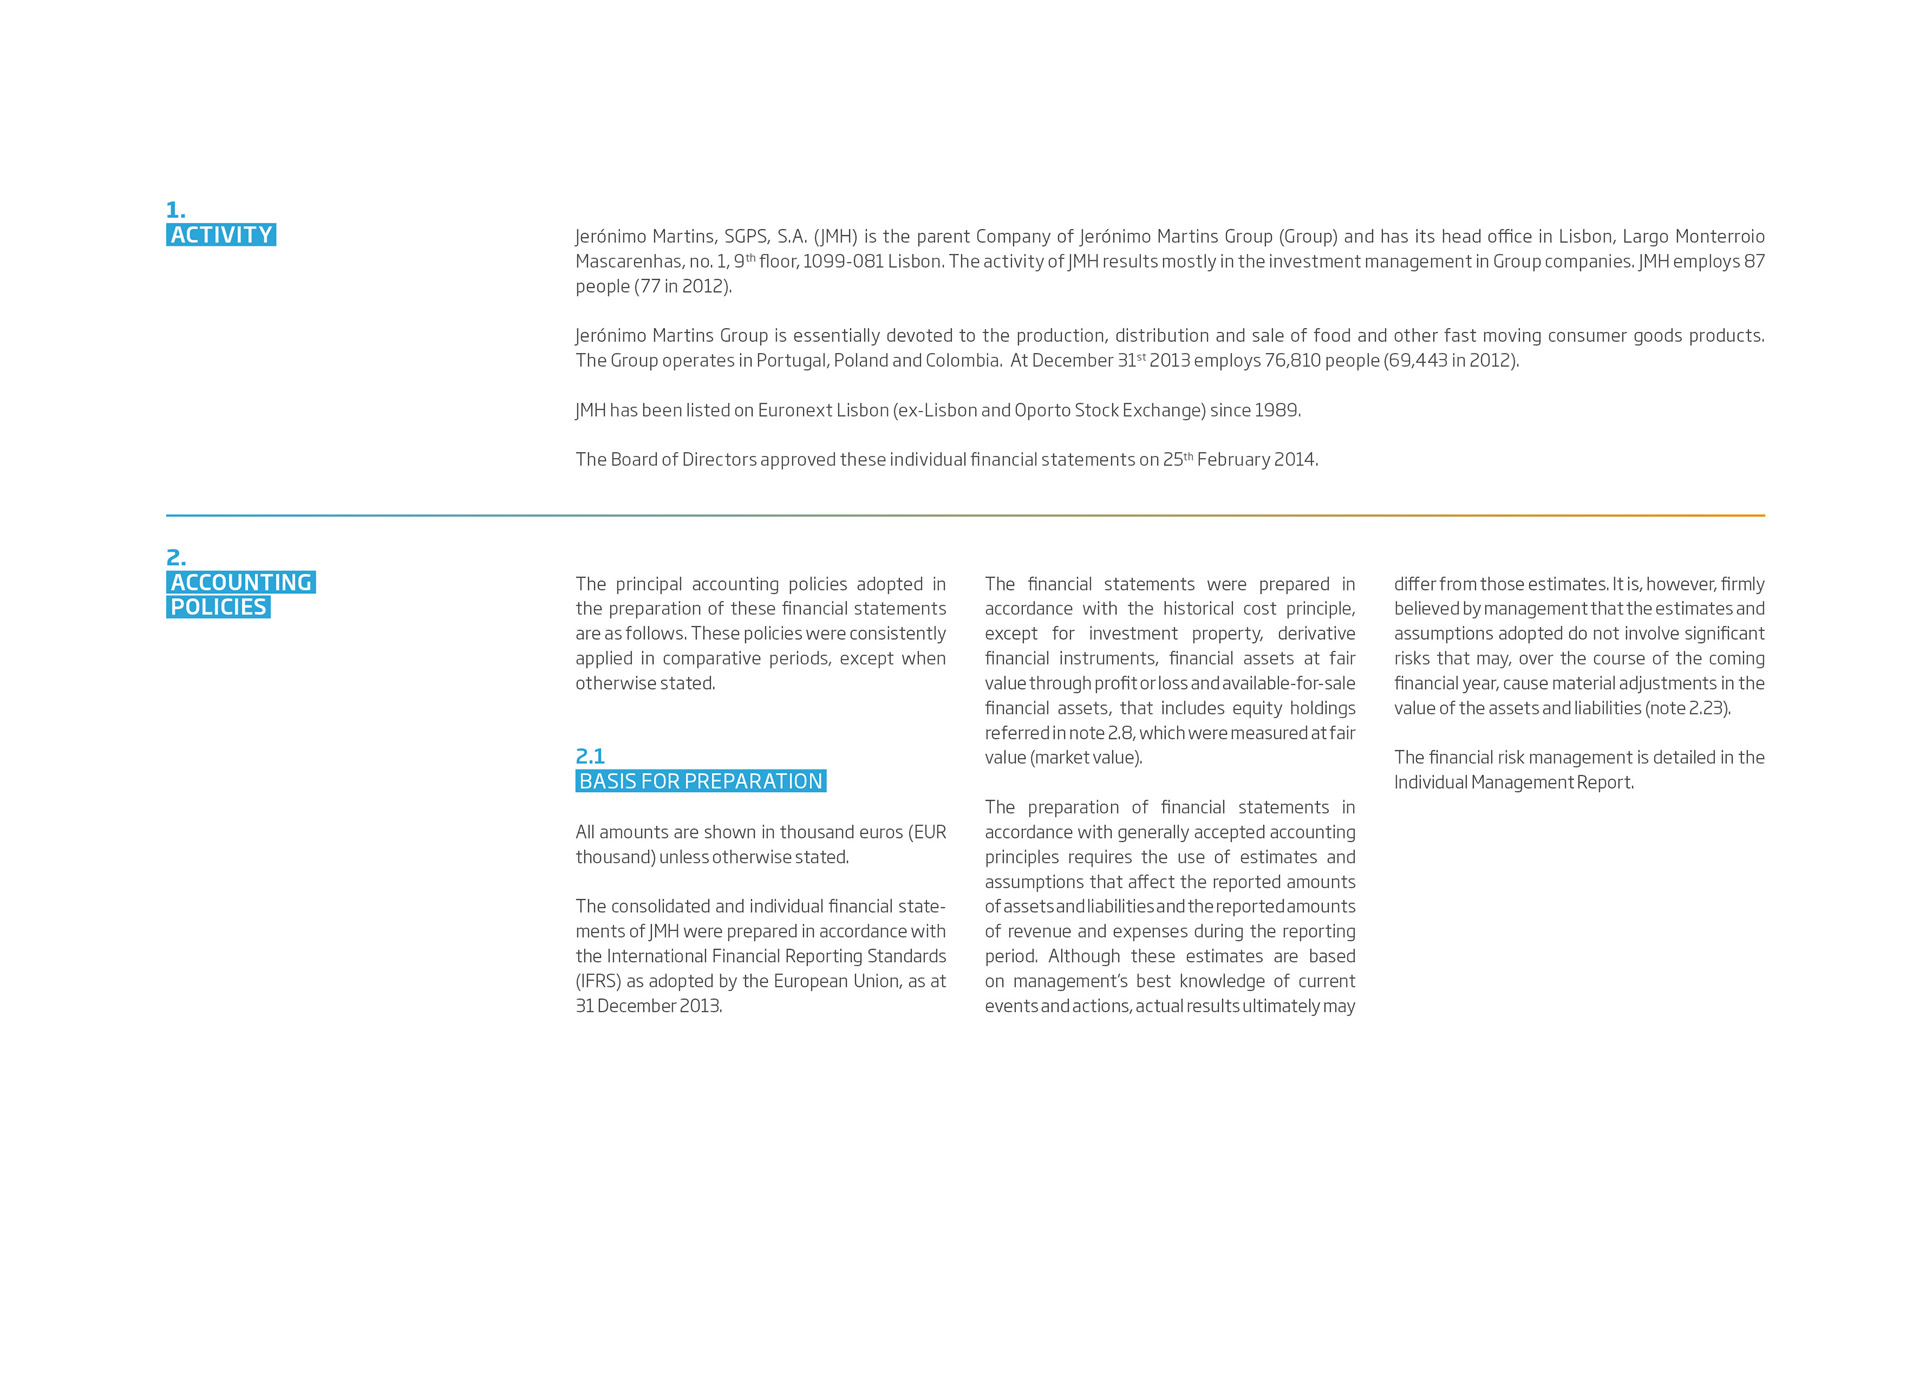 1.
ACTIVITY
Jerónimo Martins, SGPS, S.A. (JMH) is the parent Company of Jerónimo Martins Group (Group) and has its head office in Lisbon, Largo Monterroio
Mascarenhas, no. 1, 9th floor, 1099-081 Lisbon. The activity of JMH results mostly in the investment management in Group companies. JMH employs 87
people (77 in 2012).
Jerónimo Martins Group is essentially devoted to the production, distribution and sale of food and other fast moving consumer goods products.
The Group operates in Portugal, Poland and Colombia. At December 31st 2013 employs 76,810 people (69,443 in 2012).
JMH has been listed on Euronext Lisbon (ex-Lisbon and Oporto Stock Exchange) since 1989.
The Board of Directors approved these individual financial statements on 25th February 2014.
2.
ACCOUNTING
POLICIES
The principal accounting policies adopted in
the preparation of these financial statements
are as follows. These policies were consistently
applied in comparative periods, except when
otherwise stated.
2.1
BASIS FOR PREPARATION
All amounts are shown in thousand euros (EUR
thousand) unless otherwise stated.
The consolidated and individual financial state-
ments of JMH were prepared in accordance with
the International Financial Reporting Standards
(IFRS) as adopted by the European Union, as at
31 December 2013.
The financial statements were prepared in
accordance with the historical cost principle,
except for investment property, derivative
financial instruments, financial assets at fair
value through profit or loss and available-for-sale
financial assets, that includes equity holdings
referred in note 2.8, which were measured at fair
value (market value).
The preparation of financial statements in
accordance with generally accepted accounting
principles requires the use of estimates and
assumptions that affect the reported amounts
of assets and liabilities and the reported amounts
of revenue and expenses during the reporting
period. Although these estimates are based
on management's best knowledge of current
events and actions, actual results ultimately may
differ from those estimates. It is, however, firmly
believed by management that the estimates and
assumptions adopted do not involve significant
risks that may, over the course of the coming
financial year, cause material adjustments in the
value of the assets and liabilities (note 2.23).
The financial risk management is detailed in the
Individual Management Report.